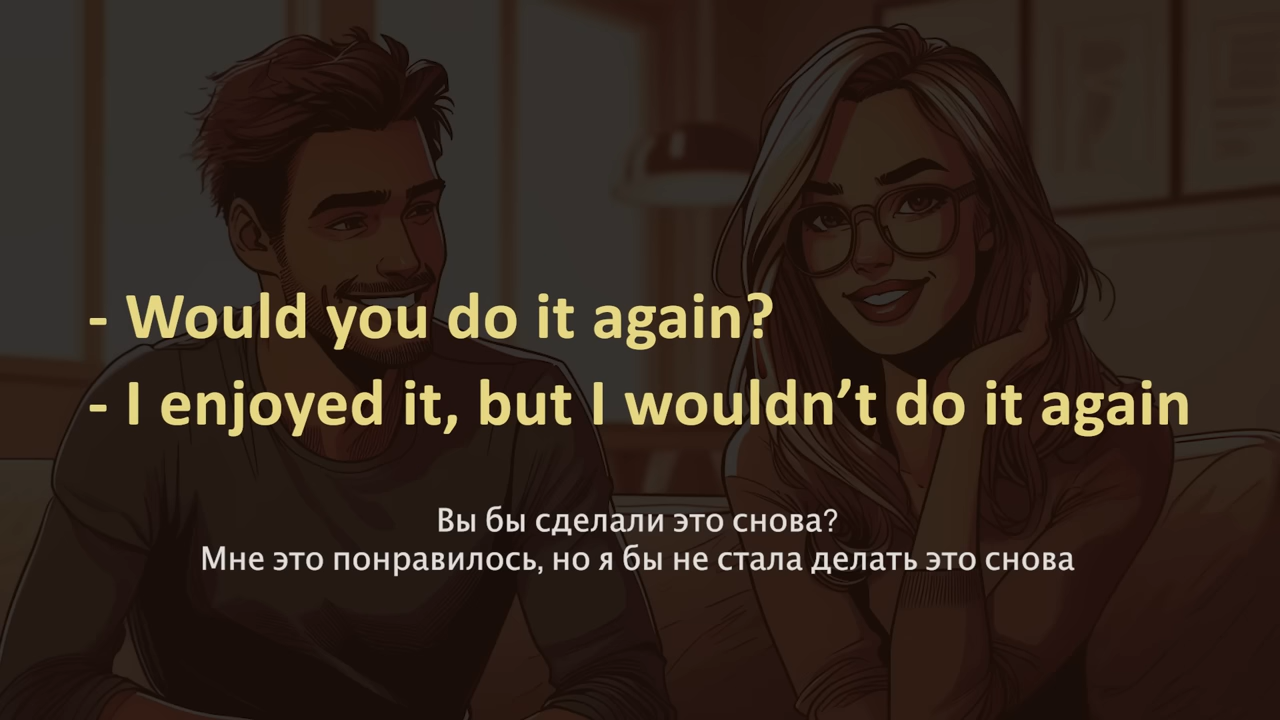 - Would you do it again?
- I enjoyed it, but I wouldn’t do it again
Вы бы сделали это снова?
Мне это понравилось, но я бы не стала делать это снова